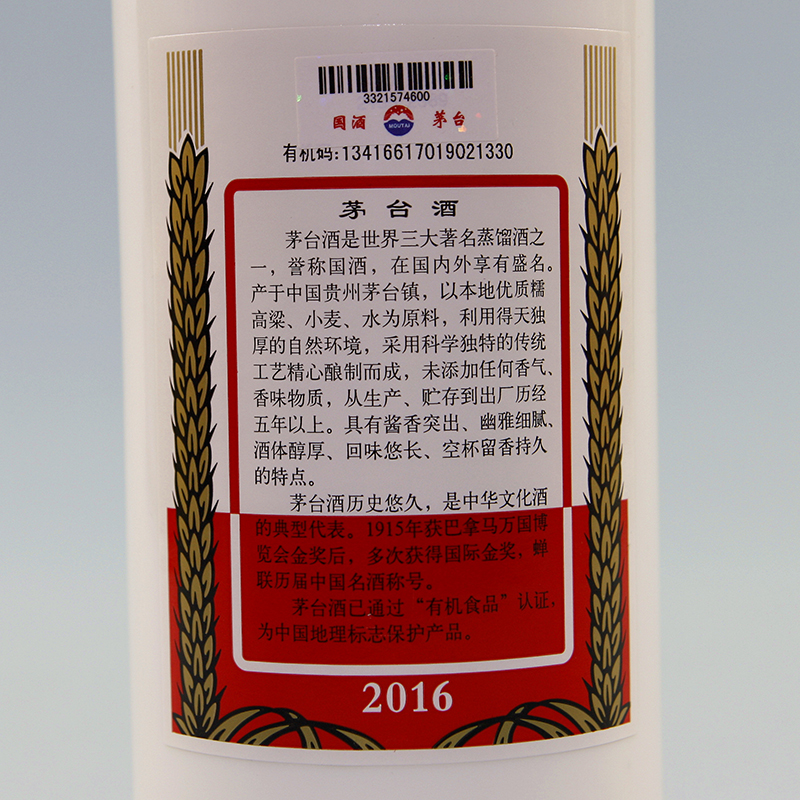 3321574600
国酒 MOUTAI 茅台
有机码:13416617019021330
茅台酒
茅台酒是世界三大著名蒸馏酒之
一，誉称国酒，在国内外享有盛名。
产于中国贵州茅台镇，以本地优质糯
高粱、小麦、水为原料，利用得天独
厚的自然环境，采用科学独特的传统
工艺精心酿制而成，未添加任何香气、
香味物质，从生产、贮存到出厂历经
五年以上。具有酱香突出、幽雅细腻、
酒体醇厚、回味悠长、空杯留香持久
的特点。
茅台酒历史悠久，是中华文化酒
的典型代表。1915年获巴拿马万国博
览会金奖后，多次获得国际金奖，蝉
联历届中国名酒称号。
茅台酒已通过“有机食品”认证，
为中国地理标志保护产品。
2016